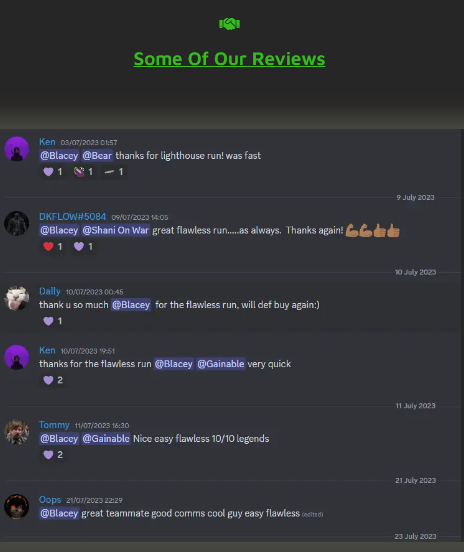 Some Of Our Reviews
Ken 03/07/2023 01:57
@Blacey @Bear thanks for lighthouse run! was fast
1 1 1
9 July 2023
DKFLOW#5084 09/07/2023 14:05
@Blacey @Shani On War great flawless run.....as always. Thanks again!
1 1
10 July 2023
Dally 10/07/2023 00:45
thank u so much @Blacey for the flawless run, will def buy again:)
1
Ken 10/07/2023 19:51
thanks for the flawless run @Blacey @Gainable very quick
2
11 July 2023
Tommy 11/07/2023 16:30
@Blacey @Gainable Nice easy flawless 10/10 legends
2
21 July 2023
Oops 21/07/2023 22:29
@Blacey great teammate good comms cool guy easy flawless (edited)
23 July 2023